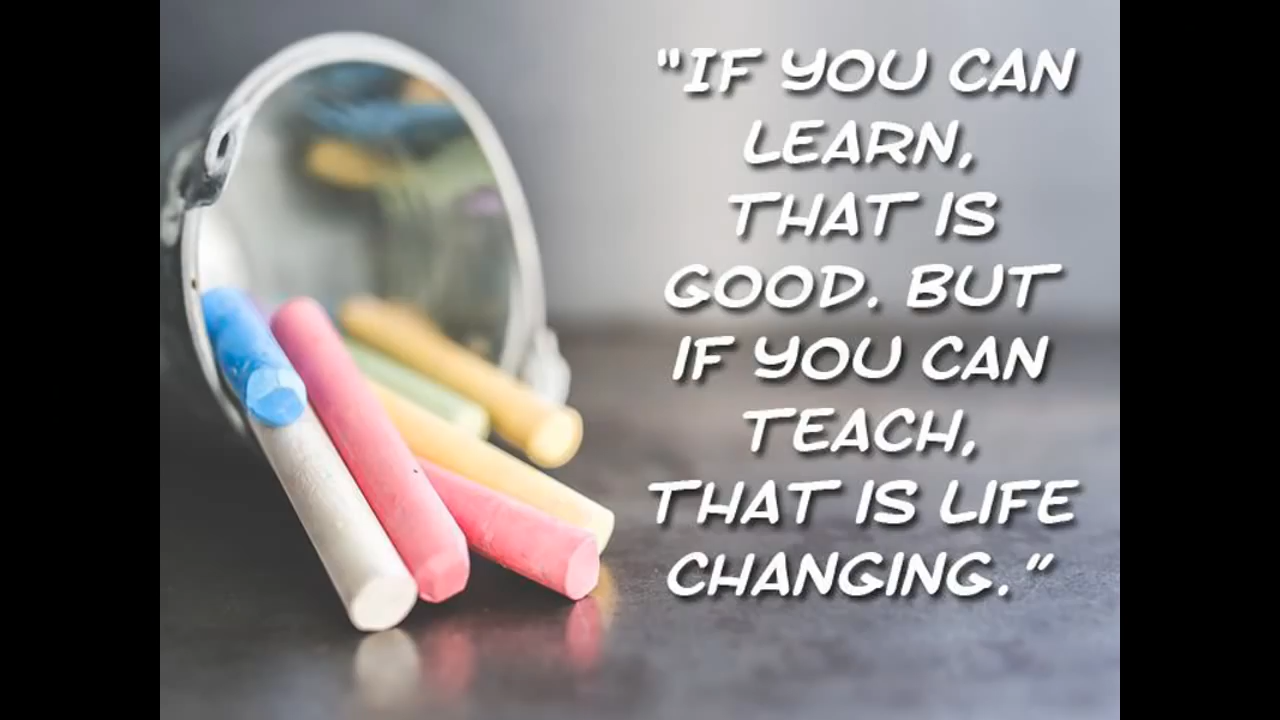 "IF YOU CAN
LEARN,
THAT IS
GOOD. BUT
IF YOU CAN
TEACH,
THAT IS LIFE
CHANGING."